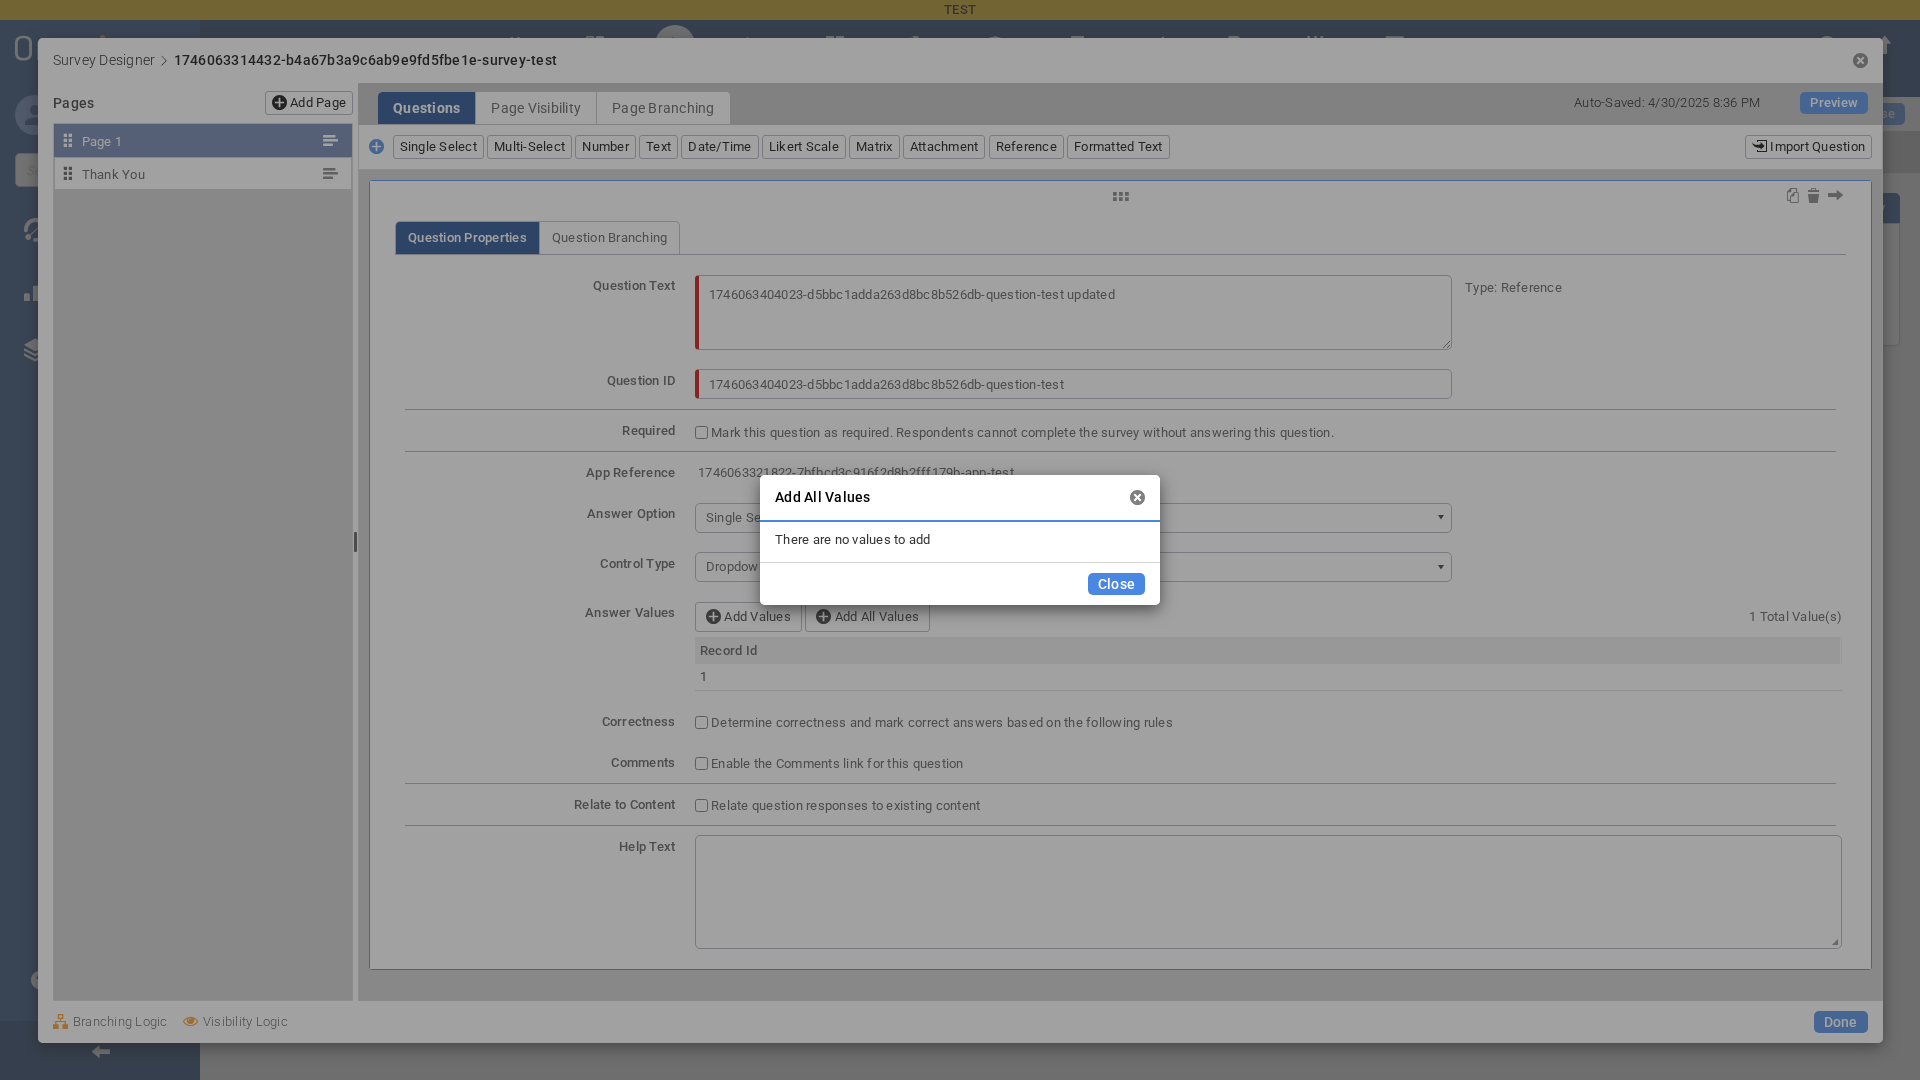 TEST
Survey Designer > 1746063314432-b4a67b3a9c6ab9e9fd5fbe1e-survey-test
Pages
Add Page
Page 1
Thank You
Questions
Page Visibility
Page Branching
Auto-Saved: 4/30/2025 8:36 PM
Preview
Single Select
Multi-Select
Number
Text
Date/Time
Likert Scale
Matrix
Attachment
Reference
Formatted Text
Import Question
Question Properties
Question Branching
Question Text
1746063404023-d5bbc1adda263d8bc8b526db-question-test updated
Type: Reference
Question ID
1746063404023-d5bbc1adda263d8bc8b526db-question-test
Required
Mark this question as required. Respondents cannot complete the survey without answering this question.
App Reference
1746063321822-7bfbcd3c916f2d8b2fff179b-app-test
Answer Option
Single Se
Control Type
Dropdow
Add All Values
There are no values to add
Close
Answer Values
Add Values
Add All Values
1 Total Value(s)
Record Id
1
Correctness
Determine correctness and mark correct answers based on the following rules
Comments
Enable the Comments link for this question
Relate to Content
Relate question responses to existing content
Help Text
Branching Logic
Visibility Logic
Done